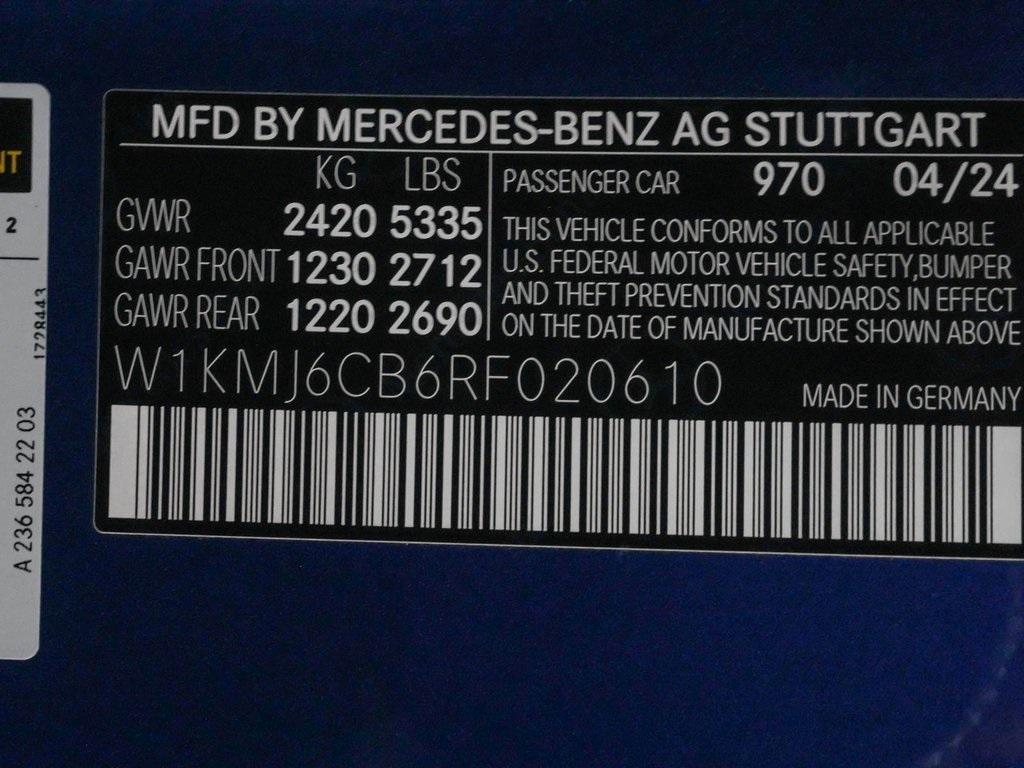 MFD BY MERCEDES-BENZ AG STUTTGART
KG LBS
GVWR 2420 5335
GAWR FRONT 1230 2712
GAWR REAR 1220 2690
PASSENGER CAR 970 04/24
THIS VEHICLE CONFORMS TO ALL APPLICABLE
U.S. FEDERAL MOTOR VEHICLE SAFETY,BUMPER
AND THEFT PREVENTION STANDARDS IN EFFECT
ON THE DATE OF MANUFACTURE SHOWN ABOVE
W1KMJ6CB6RF020610
MADE IN GERMANY
NT
2
A 236 584 22 03